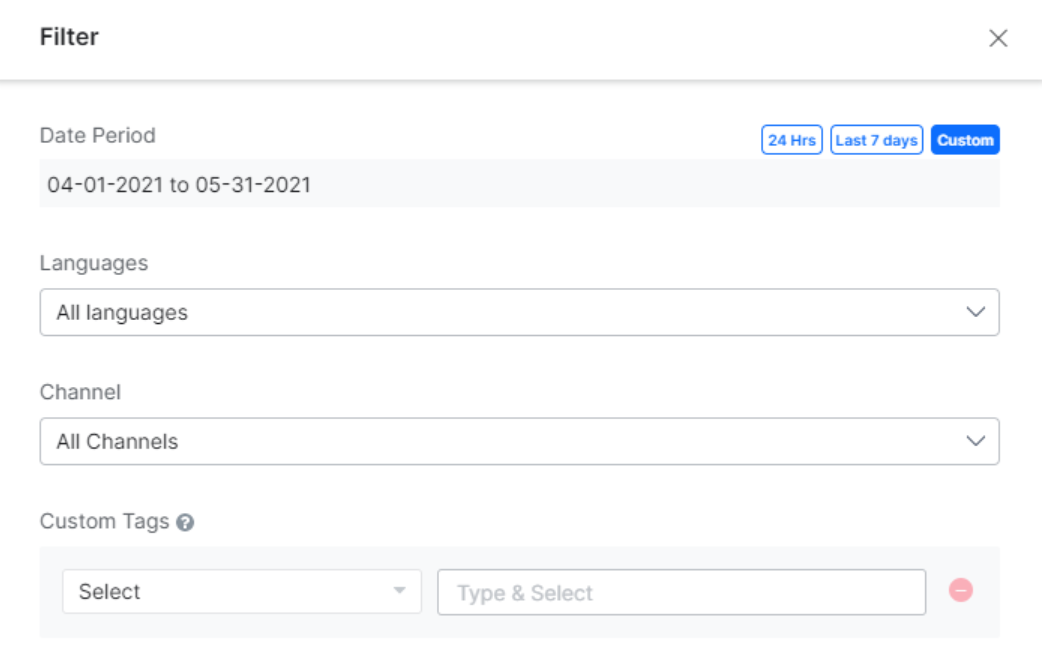 Filter
Date Period
24 Hrs Last 7 days Custom
04-01-2021 to 05-31-2021
Languages
All languages
Channel
All Channels
Custom Tags ?
Select Type & Select